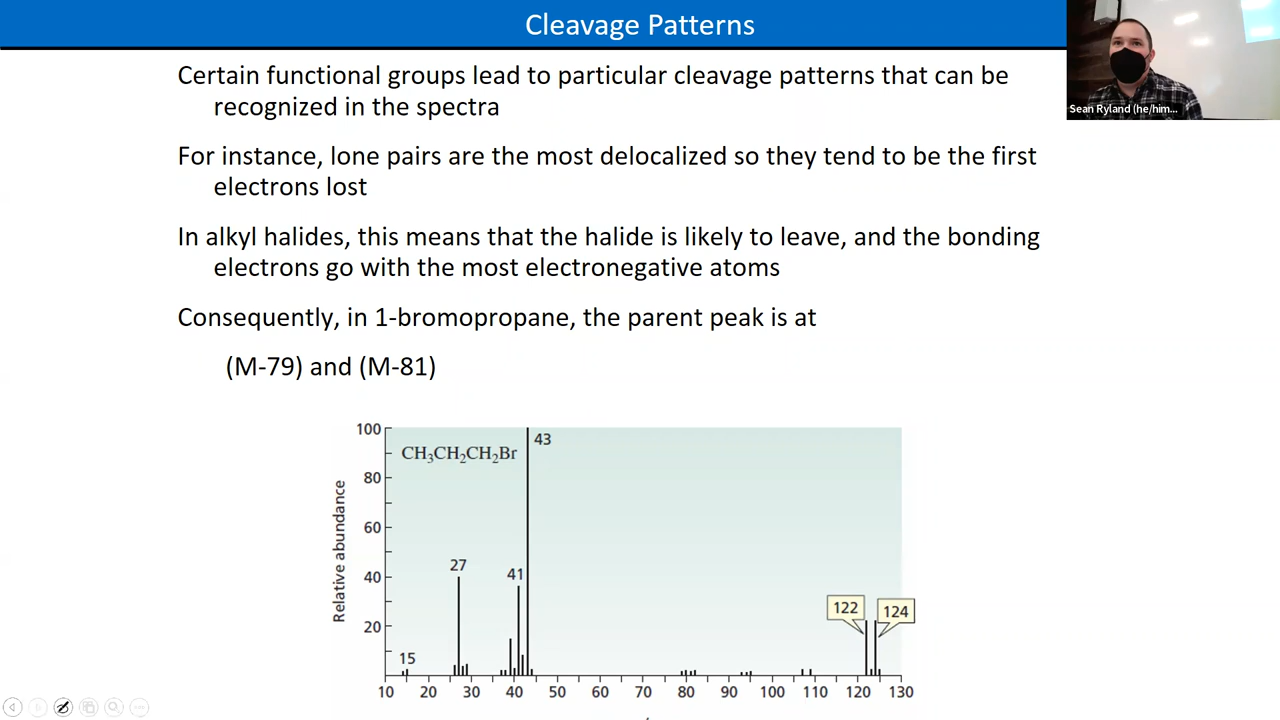 Cleavage Patterns
Sean Ryland (he/him...
Certain functional groups lead to particular cleavage patterns that can be
recognized in the spectra
For instance, lone pairs are the most delocalized so they tend to be the first
electrons lost
In alkyl halides, this means that the halide is likely to leave, and the bonding
electrons go with the most electronegative atoms
Consequently, in 1-bromopropane, the parent peak is at
(M-79) and (M-81)
Relative abundance
100
80
60
40
20
CH₃CH₂CH₂Br
43
27
41
15
122
124
10 20 30 40 50 60 70 80 90 100 110 120 130